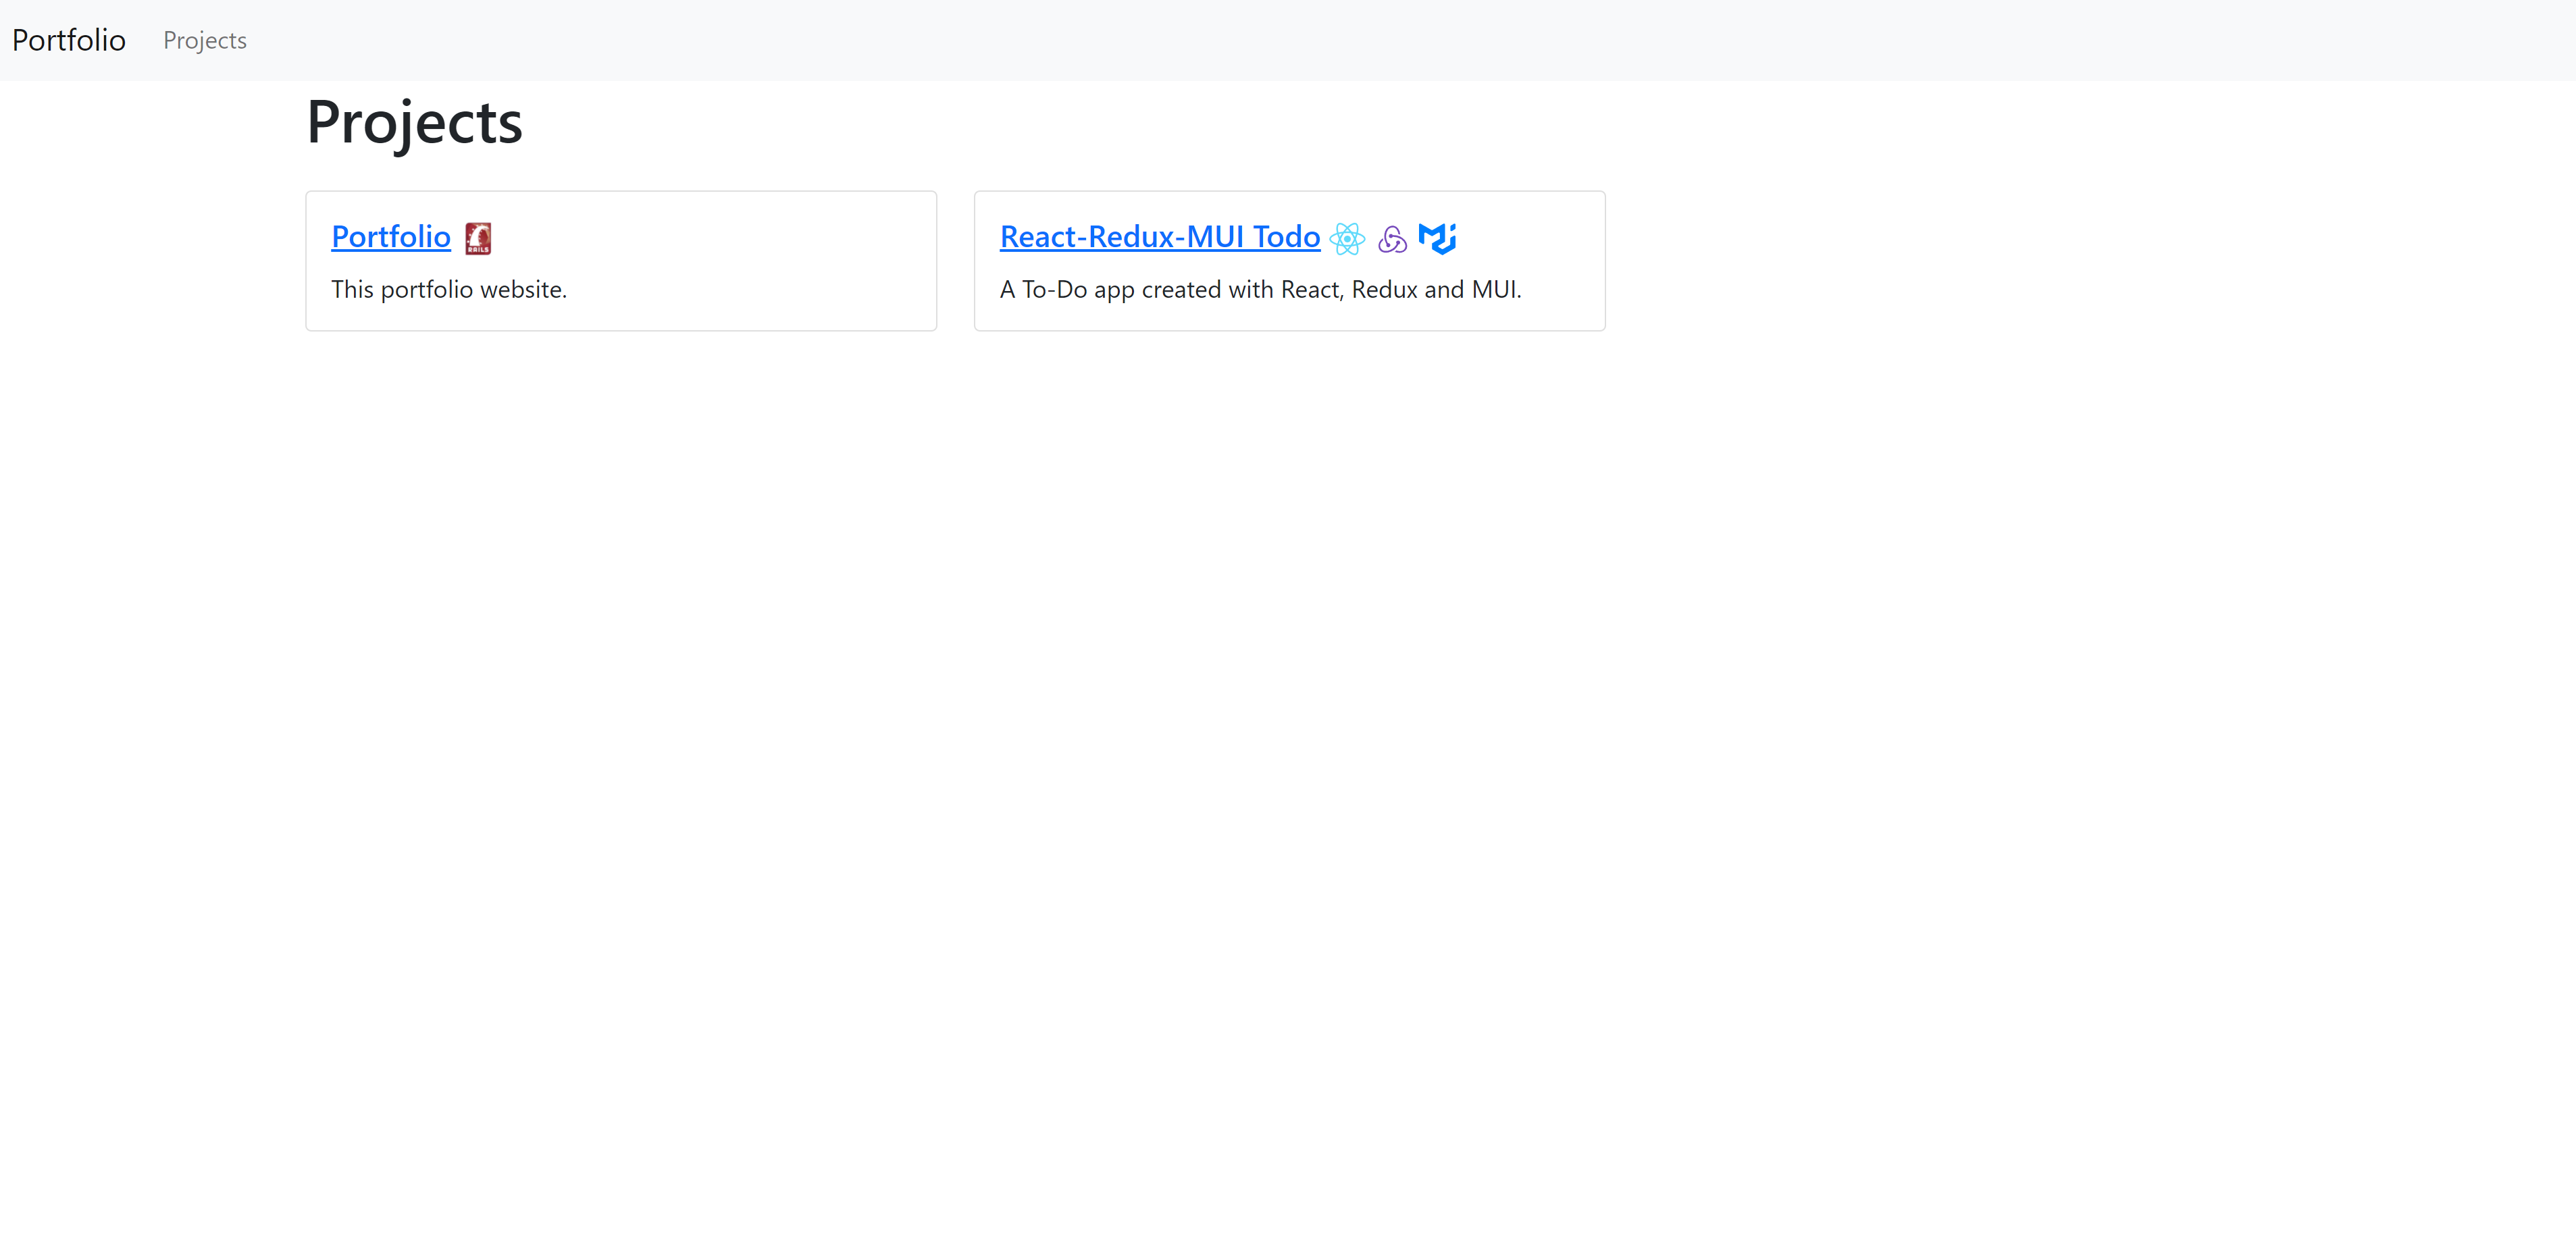 Portfolio Projects
Projects
Portfolio RAILS
This portfolio website.
React-Redux-MUI Todo
A To-Do app created with React, Redux and MUI.